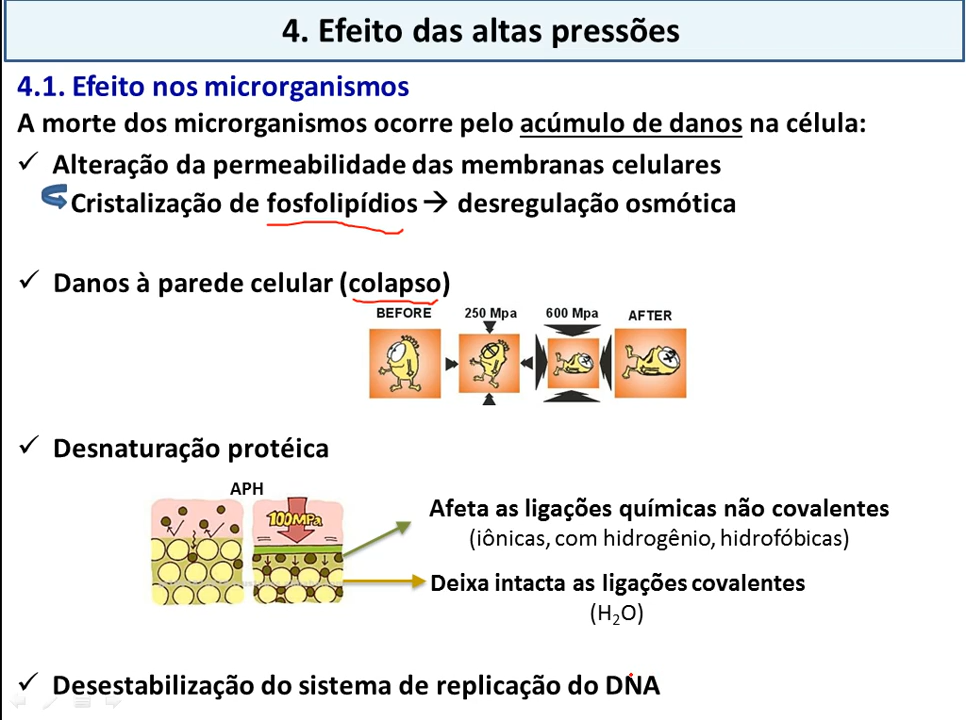 4. Efeito das altas pressões
4.1. Efeito nos microrganismos
A morte dos microrganismos ocorre pelo acúmulo de danos na célula:
✓ Alteração da permeabilidade das membranas celulares
Cristalização de fosfolipídios → desregulação osmótica
✓ Danos à parede celular (colapso)
BEFORE 250 Mpa 600 Mpa AFTER
✓ Desnaturação protéica
APH
100MPa
Afeta as ligações químicas não covalentes
(iônicas, com hidrogênio, hidrofóbicas)
Deixa intacta as ligações covalentes
(H₂O)
✓ Desestabilização do sistema de replicação do DNA